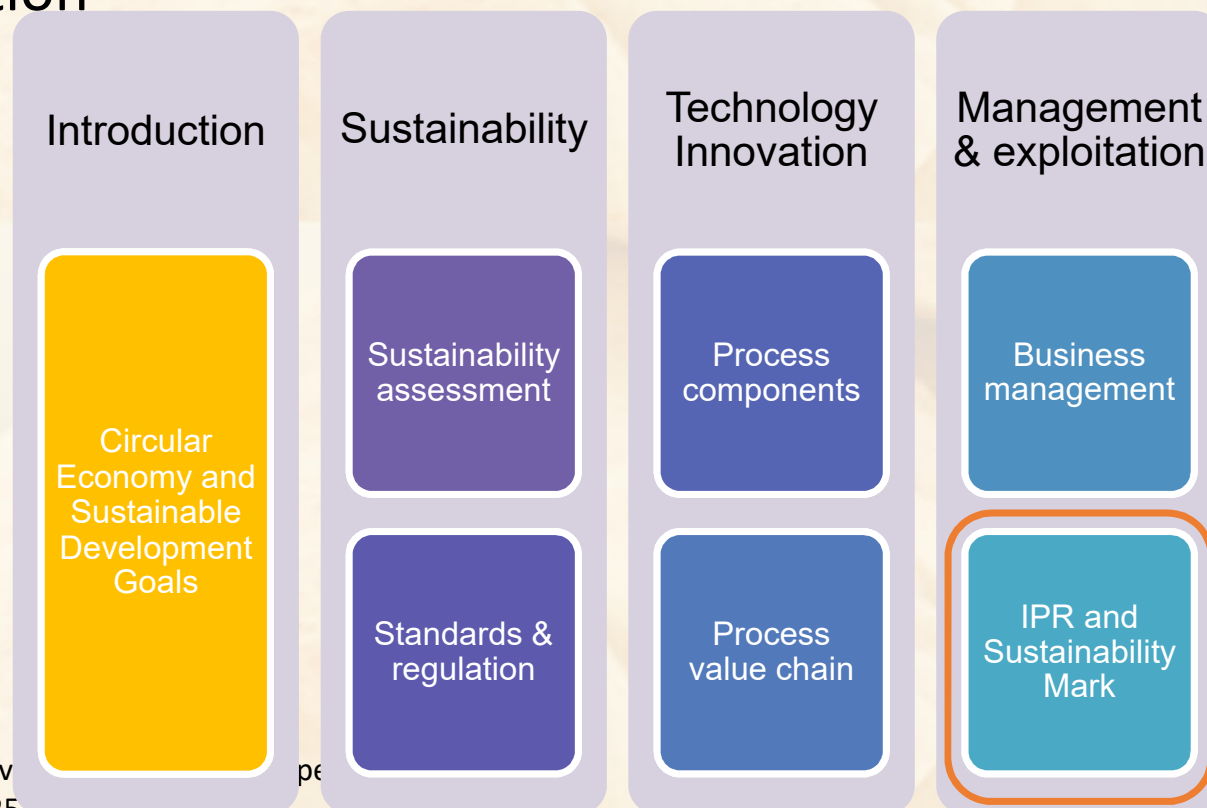 Introduction
Circular
Economy and
Sustainable
Development
Goals
Sustainability
Sustainability
assessment
Standards &
regulation
Technology
Innovation
Process
components
Process
value chain
Management
& exploitation
Business
management
IPR and
Sustainability
Mark